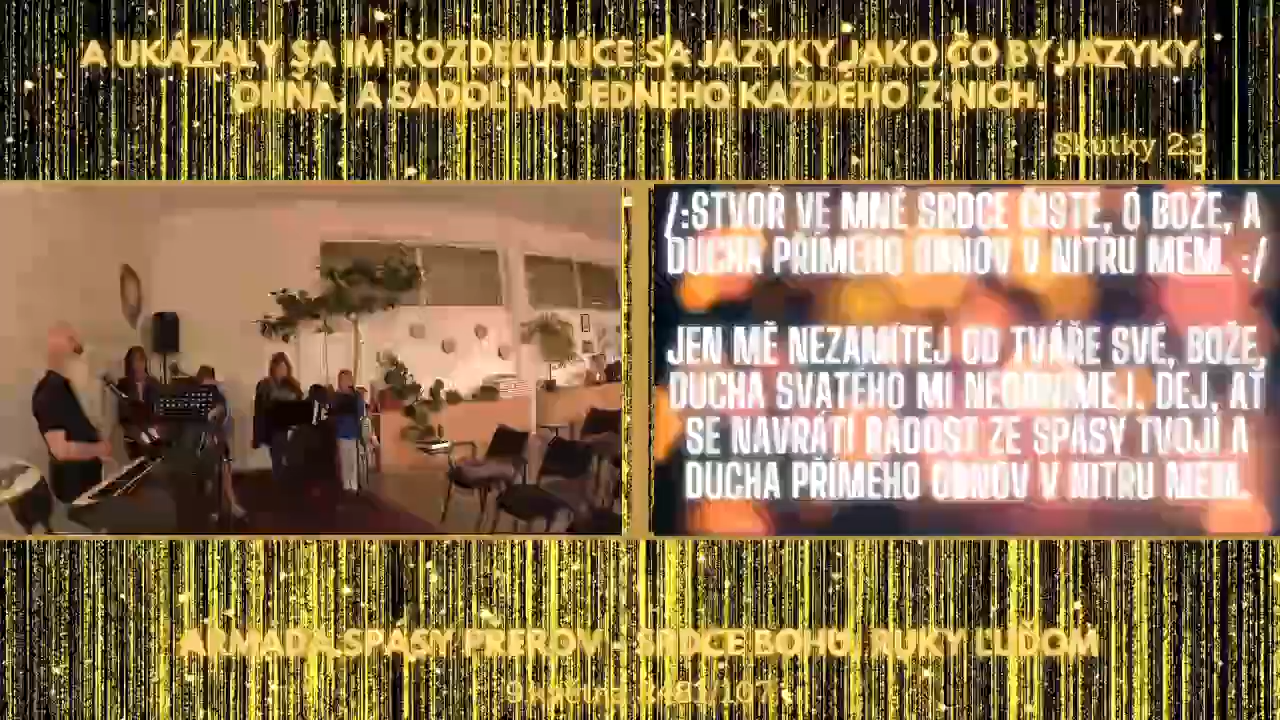 A UKÁZALY SA IM ROZDEĽUJÚCE SA JAZYKY JAKO ČO BY JAZYKY
OHŇA, A SADOL NA JEDNÉHO KAŽDÉHO Z NICH.
Skutky 2:3
/:STVOŘ VE MNĚ SRDCE ČISTÉ, Ó BOŽE, A
DUCHA PŘÍMÉHO OBNOV V NITRU MÉM. :/
JEN MĚ NEZAMÍTEJ OD TVÁŘE SVÉ, BOŽE,
DUCHA SVATÉHO MI NEODNÍMEJ. DEJ, AŤ
SE NAVRÁTÍ RADOST ZE SPÁSY TVOJÍ A
DUCHA PŘÍMÉHO OBNOV V NITRU MÉM.
ARMÁDA SPÁSY PŘEROV - SRDCE BOHU, RUKY ĽUĎOM